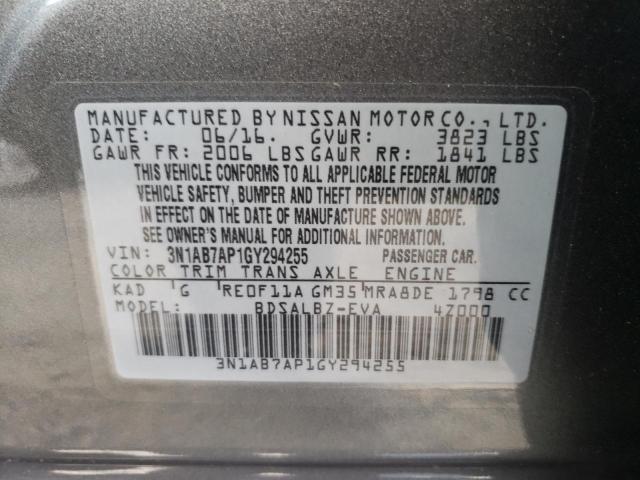 MANUFACTURED BY NISSAN MOTOR CO., LTD.
DATE: 06/16. GVWR: 3823 LBS
GAWR FR: 2006 LBS GAWR RR: 1841 LBS
THIS VEHICLE CONFORMS TO ALL APPLICABLE FEDERAL MOTOR
VEHICLE SAFETY, BUMPER AND THEFT PREVENTION STANDARDS
IN EFFECT ON THE DATE OF MANUFACTURE SHOWN ABOVE.
SEE OWNER'S MANUAL FOR ADDITIONAL INFORMATION.
VIN: 3N1AB7AP1GY294255 PASSENGER CAR.
COLOR TRIM TRANS AXLE ENGINE
KAD G RE0F11A GM35 MRA8DE 1798 CC
MODEL: BDSALBZ-EVA 4Z000
3N1AB7AP1GY294255